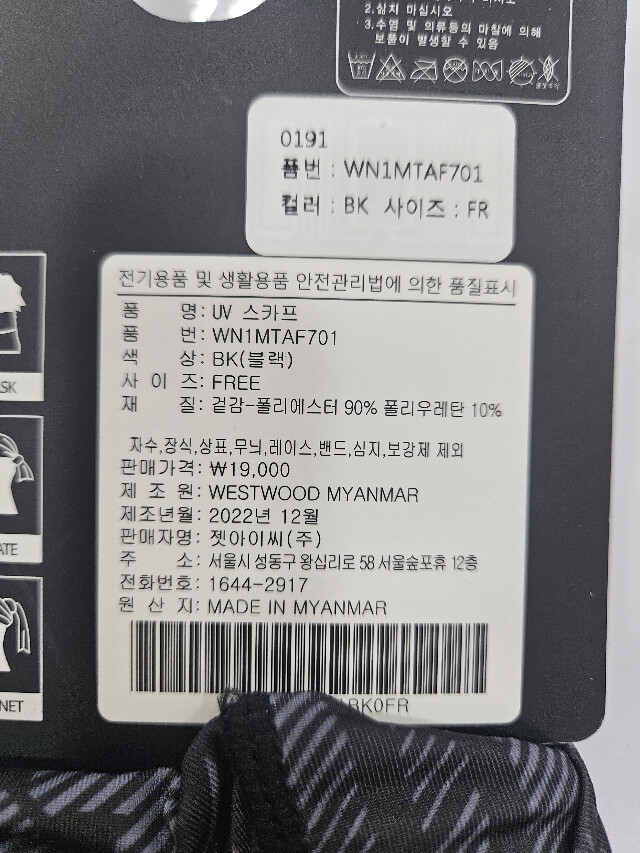 2.삶지 마십시오
3.수염 및 의류등의 마찰에 의해
보풀이 발생할 수 있음
0191
품번 : WN1MTAF701
컬러 : BK 사이즈 : FR
전기용품 및 생활용품 안전관리법에 의한 품질표시
품 명: UV 스카프
품 번: WN1MTAF701
색 상: BK(블랙)
사 이 즈: FREE
재 질: 겉감-폴리에스터 90% 폴리우레탄 10%
자수,장식,상표,무늬,레이스,밴드,심지,보강제 제외
판매가격: ₩19,000
제 조 원: WESTWOOD MYANMAR
제조년월: 2022년 12월
판매자명: 젯아이씨(주)
주 소: 서울시 성동구 왕십리로 58 서울숲포휴 12층
전화번호: 1644-2917
원 산 지: MADE IN MYANMAR
BK0FR
SK
ATE
NET